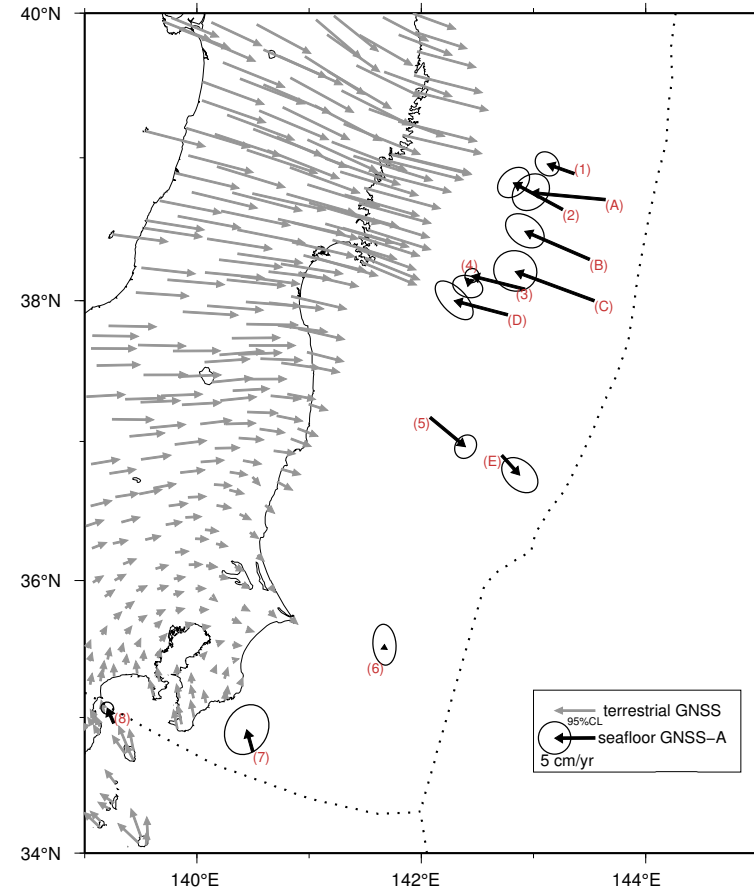 40°N
(1)
(A)
(2)
(B)
(4)
(3)
(C)
38°N
(D)
(5)
(E)
36°N
(6)
terrestrial GNSS
95%CL
seafloor GNSS−A
5 cm/yr
(8)
(7)
34°N
140°E
142°E
144°E